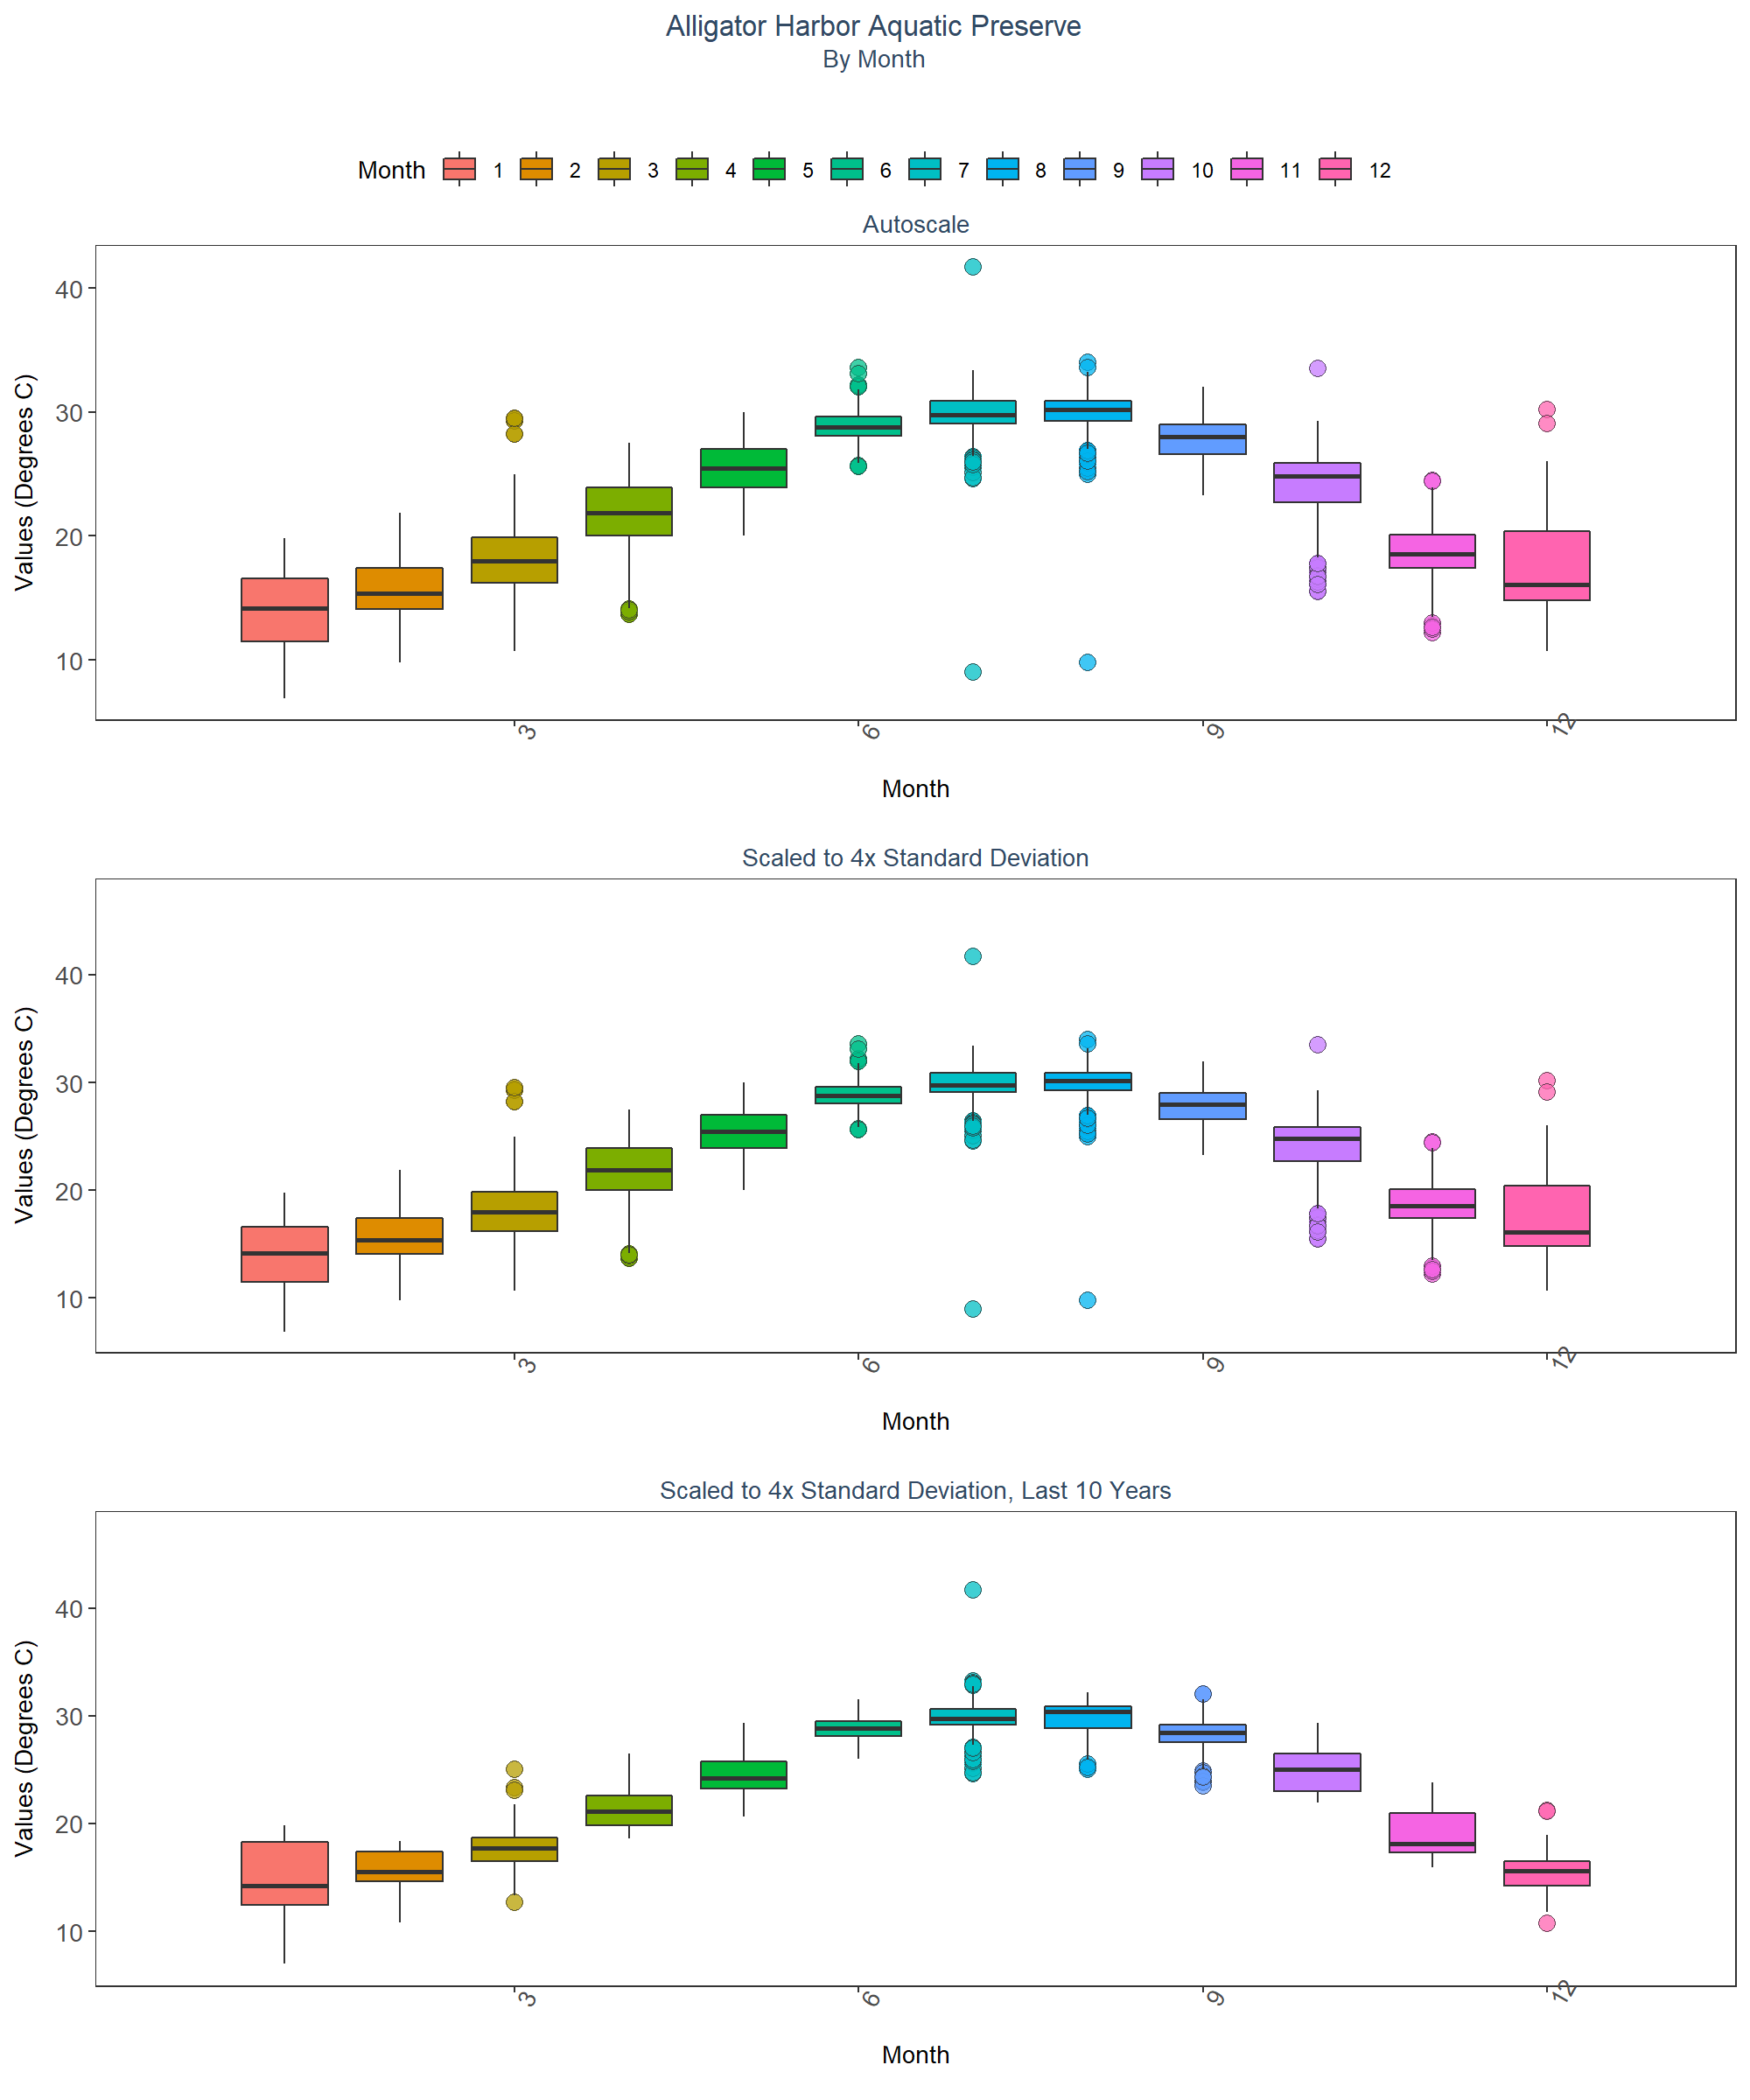 Alligator Harbor Aquatic Preserve
By Month
Month 1 2 3 4 5 6 7 8 9 10 11 12
Autoscale
Values (Degrees C)
40
30
20
10
3 6 9 12
Month
Scaled to 4x Standard Deviation
Values (Degrees C)
40
30
20
10
3 6 9 12
Month
Scaled to 4x Standard Deviation, Last 10 Years
Values (Degrees C)
40
30
20
10
3 6 9 12
Month